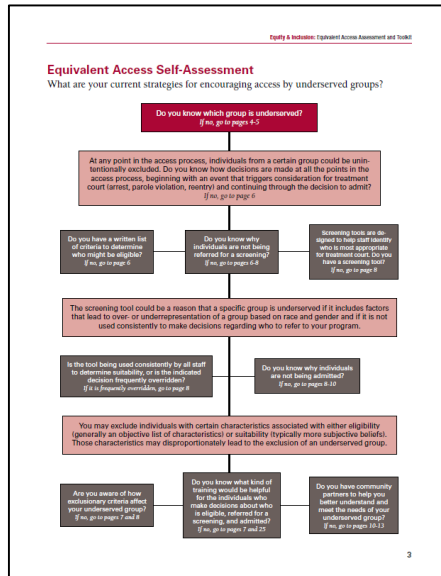 Equity & Inclusion: Equivalent Access Assessment and Toolkit
Equivalent Access Self-Assessment
What are your current strategies for encouraging access by underserved groups?
Do you know which group is underserved?
If no, go to pages 4-5
At any point in the access process, individuals from a certain group could be unin-
tentionally excluded. Do you know how decisions are made at all the points in the
access process, beginning with an event that triggers consideration for treatment
court (arrest, parole violation, reentry) and continuing through the decision to admit?
If no, go to page 6
Do you have a written list
of criteria to determine
who might be eligible?
If no, go to page 6
Do you know why
individuals are not being
referred for a screening?
If no, go to pages 6-8
Screening tools are de-
signed to help staff identify
who is most appropriate
for treatment court. Do you
have a screening tool?
If no, go to page 8
The screening tool could be a reason that a specific group is underserved if it includes factors
that lead to over- or underrepresentation of a group based on race and gender and if it is not
used consistently to make decisions regarding who to refer to your program.
Is the tool being used consistently by all staff
to determine suitability, or is the indicated
decision frequently overridden?
If it is frequently overridden, go to page 8
Do you know why individuals
are not being admitted?
If no, go to pages 8-10
You may exclude individuals with certain characteristics associated with either eligibility
(generally an objective list of characteristics) or suitability (typically more subjective beliefs).
Those characteristics may disproportionately lead to the exclusion of an underserved group.
Are you aware of how
exclusionary criteria affect
your underserved group?
If no, go to pages 7 and 8
Do you know what kind of
training would be helpful
for the individuals who
make decisions about who
is eligible, referred for a
screening, and admitted?
If no, go to pages 7 and 25
Do you have community
partners to help you
better understand and
meet the needs of your
underserved group?
If no, go to pages 10-13
3